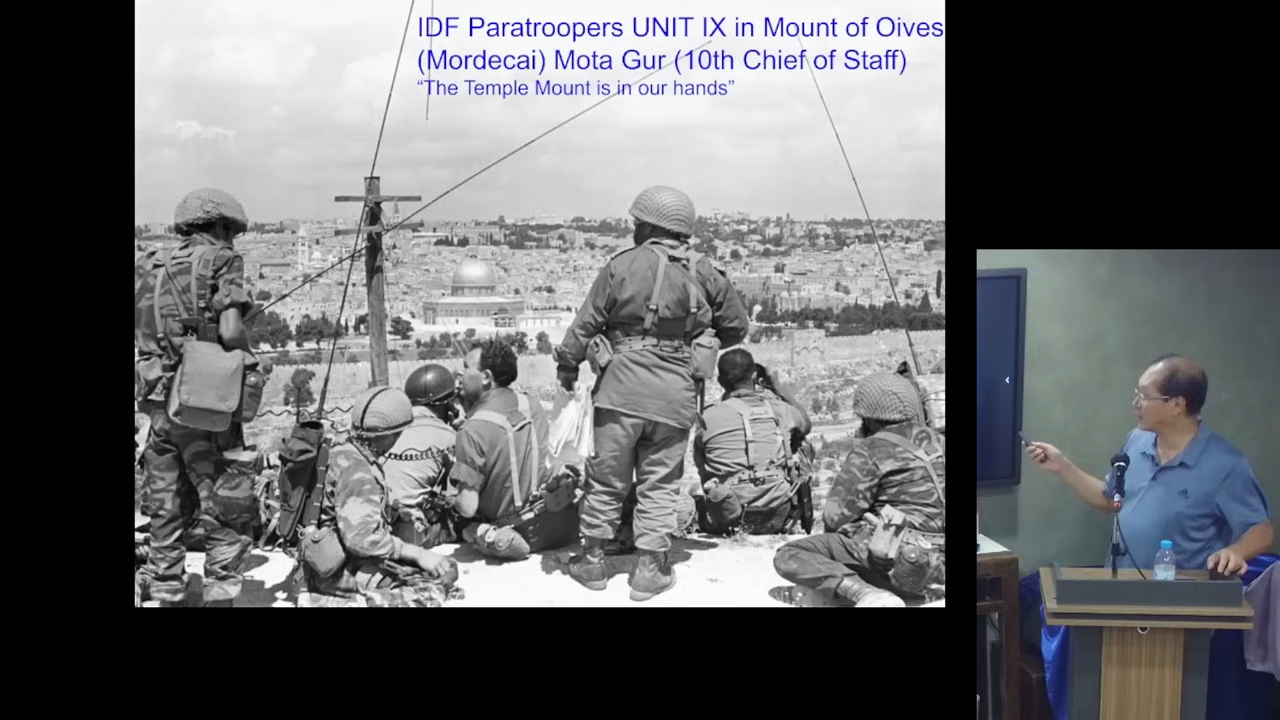 IDF Paratroopers UNIT IX in Mount of Oives
(Mordecai) Mota Gur (10th Chief of Staff)
“The Temple Mount is in our hands”